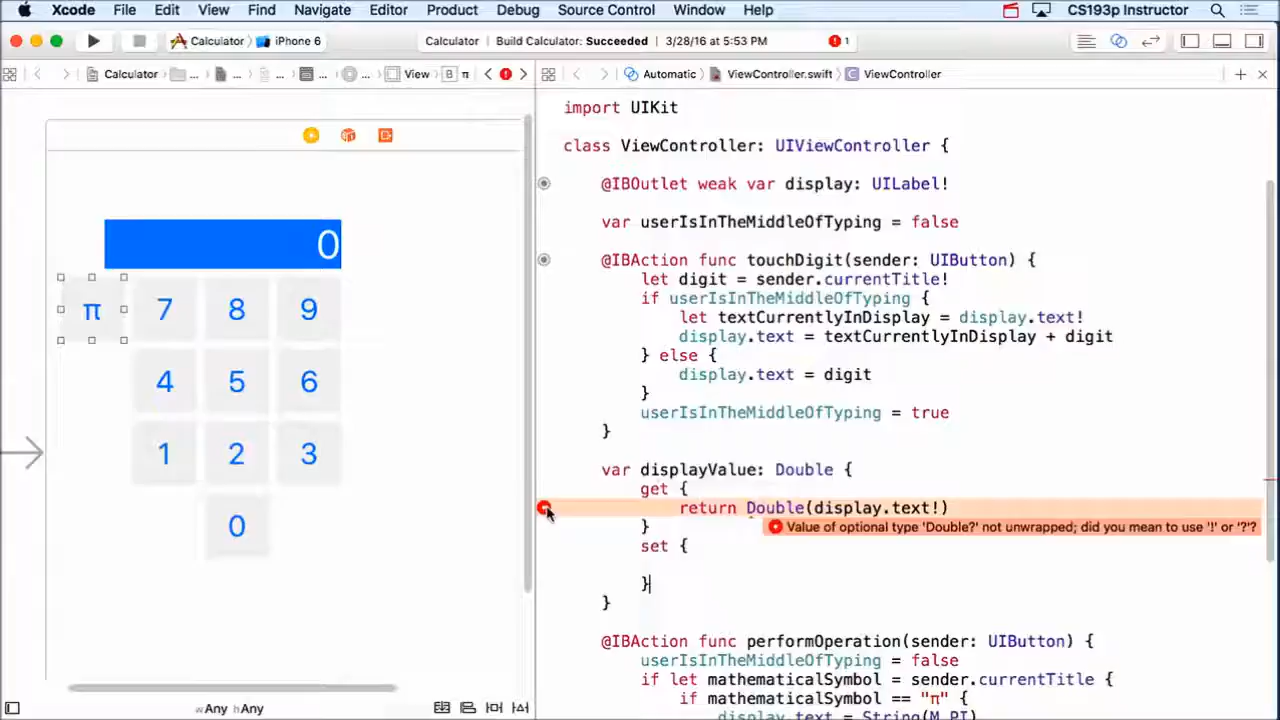 Xcode File Edit View Find Navigate Editor Product Debug Source Control Window Help CS193p Instructor
Calculator iPhone 6 Calculator Build Calculator: Succeeded 3/28/16 at 5:53 PM 1
Calculator ... ... ... ... ... View B π Automatic ViewController.swift C ViewController
0
π 7 8 9
4 5 6
1 2 3
0
wAny hAny
import UIKit
class ViewController: UIViewController {
@IBOutlet weak var display: UILabel!
var userIsInTheMiddleOfTyping = false
@IBAction func touchDigit(sender: UIButton) {
let digit = sender.currentTitle!
if userIsInTheMiddleOfTyping {
let textCurrentlyInDisplay = display.text!
display.text = textCurrentlyInDisplay + digit
} else {
display.text = digit
}
userIsInTheMiddleOfTyping = true
}
var displayValue: Double {
get {
return Double(display.text!)
Value of optional type 'Double?' not unwrapped; did you mean to use '!' or '?'?
}
set {
}
}
@IBAction func performOperation(sender: UIButton) {
userIsInTheMiddleOfTyping = false
if let mathematicalSymbol = sender.currentTitle {
if mathematicalSymbol == "π" {
display.text = String(M_PI)